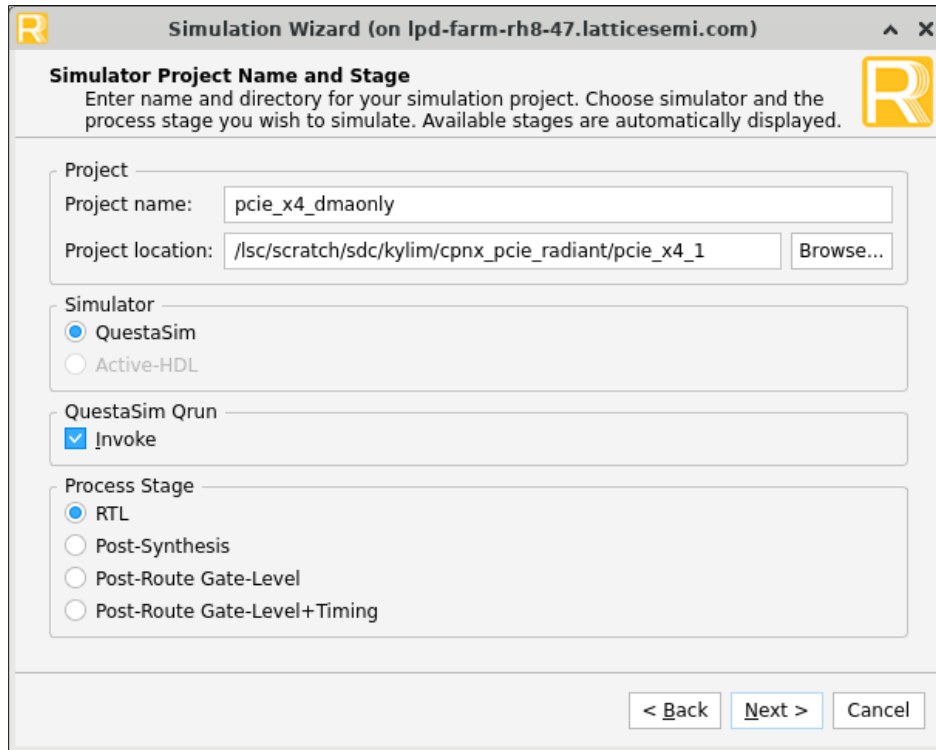 Simulation Wizard (on lpd-farm-rh8-47.latticesemi.com)
Simulator Project Name and Stage
Enter name and directory for your simulation project. Choose simulator and the
process stage you wish to simulate. Available stages are automatically displayed.
Project
Project name: pcie_x4_dmaonly
Project location: /lsc/scratch/sdc/kylim/cpnx_pcie_radiant/pcie_x4_1 Browse...
Simulator
QuestaSim
Active-HDL
QuestaSim Qrun
Invoke
Process Stage
RTL
Post-Synthesis
Post-Route Gate-Level
Post-Route Gate-Level+Timing
< Back Next > Cancel